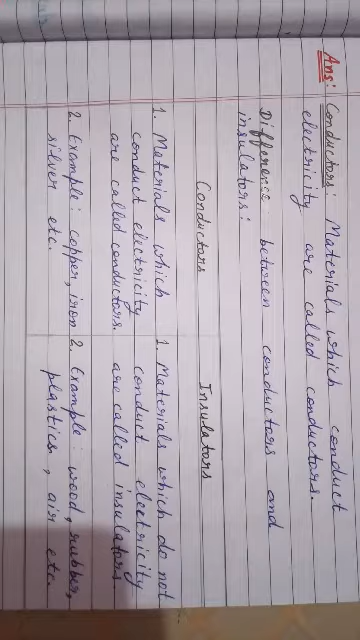 Ans: Conductors: Materials which conduct
electricity are called conductors.
Difference between conductors and
insulators:
Conductors Insulators
1. Materials which 1. Materials which do not
conduct electricity conduct electricity
are called conductors. are called insulators
2. Example: copper, iron 2. Example: wood, rubber,
silver etc. plastics, air etc.